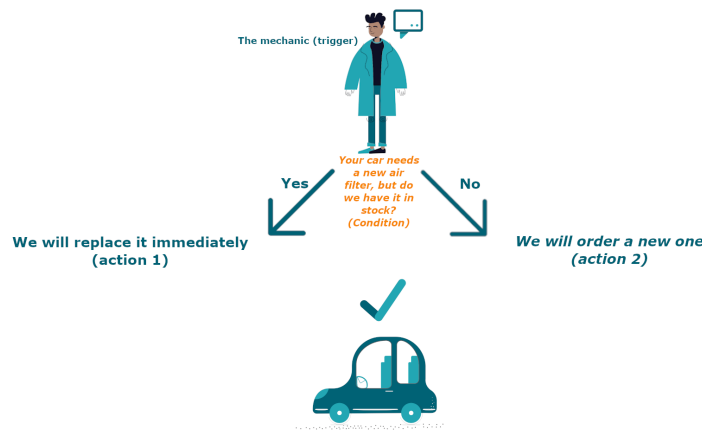 The mechanic (trigger)
Your car needs
a new air
filter, but do
we have it in
stock?
(Condition)
Yes
No
We will replace it immediately
(action 1)
We will order a new one
(action 2)